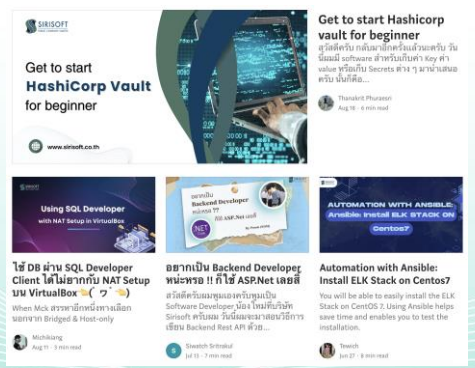 SIRISOFT
Get to start
HashiCorp Vault
for beginner
www.sirisoft.co.th
Get to start Hashicorp
vault for beginner
สวัสดีครับ กลับมาอีกครั้งแล้วนะครับ วัน
นี้ผมมี software สำหรับเก็บค่า Key ค่า
value หรือเก็บ Secrets ต่าง ๆ มานำเสนอ
ครับ นั้นก็คือ...
Thanakrit Phuraeun
Aug 18 · 6 min read
Using SQL Developer
with NAT Setup in VirtualBox
ใช้ DB ผ่าน SQL Developer
Client ได้ไม่ยากกับ NAT Setup
บน VirtualBox
When Mck สรรหาอีกหนึ่งทางเลือก
นอกจาก Bridged & Host-only
Michikiang
Aug 11 · 5 min read
อยากเป็น
Backend Developer
หน่ะหรอ ??
ก็ใช้ ASP.Net เลยสิ
.NET
อยากเป็น Backend Developer
หน่ะหรอ !! ก็ใช้ ASP.Net เลยสิ
สวัสดีครับผมพูมองครับพูมเป็น
Software Developer น้องใหม่ที่บริษัท
Sirisoft ครับผม วันนี้ผมจะมาสอนวิธีการ
เขียน Backend Rest API ด้วย...
S
Siwatch Sritrakul
Jul 15 · 7 min read
AUTOMATION WITH ANSIBLE:
Ansible: Install ELK STACK ON
Centos7
Automation with Ansible:
Install ELK Stack on Centos7
You will be able to easily install the ELK
Stack on CentOS 7. Using Ansible helps
save time and enables you to test the
installation.
Tewich
Jun 27 · 8 min read